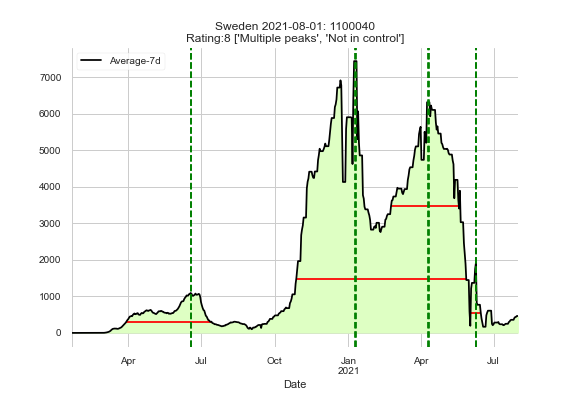 Sweden 2021-08-01: 1100040
Rating:8 ['Multiple peaks', 'Not in control']
Average-7d
7000
6000
5000
4000
3000
2000
1000
0
Apr Jul Oct Jan Apr Jul
2021
Date